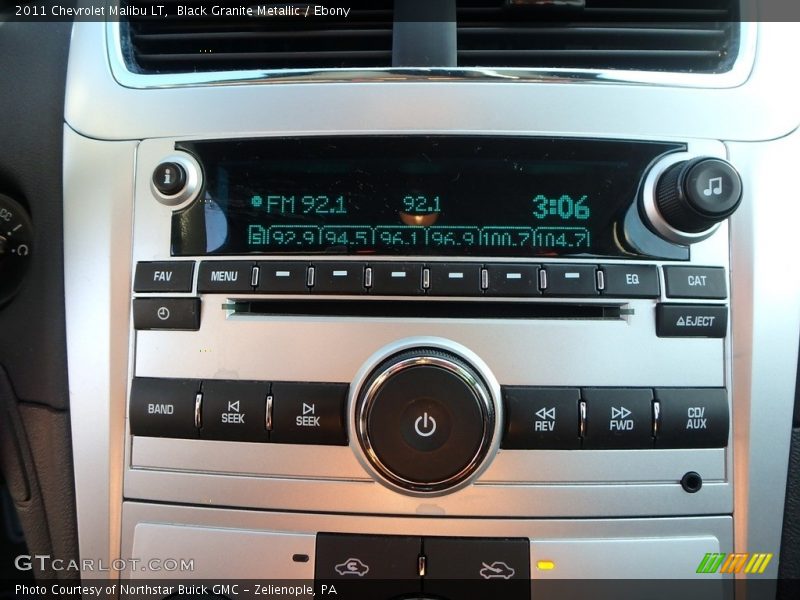 2011 Chevrolet Malibu LT,  Black Granite Metallic / Ebony
i
FM 92.1 92.1 3:06
92.9 94.5 96.1 96.9 100.7 104.7
FAV MENU EQ CAT
EJECT
BAND SEEK SEEK REV FWD CD/
AUX
GTCARLOT.COM
Photo Courtesy of Northstar Buick GMC - Zelienople, PA